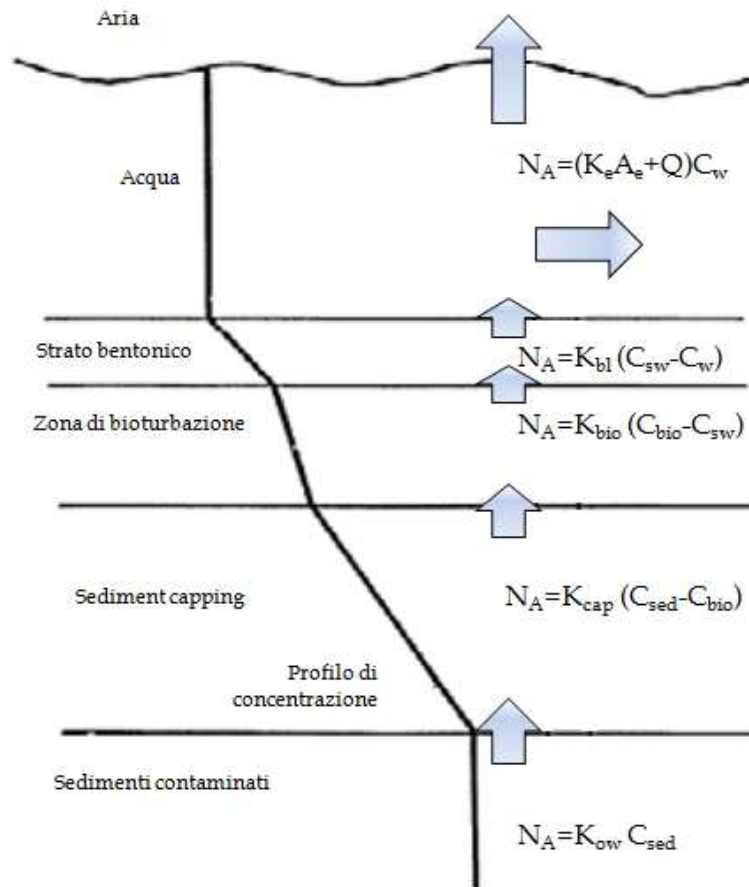 Aria
N_A=(K_eA_e+Q)C_w
Acqua
Strato bentonico
N_A=K_bl (C_sw-C_w)
Zona di bioturbazione
N_A=K_bio (C_bio-C_sw)
Sediment capping
N_A=K_cap (C_sed-C_bio)
Profilo di
concentrazione
Sedimenti contaminati
N_A=K_ow C_sed